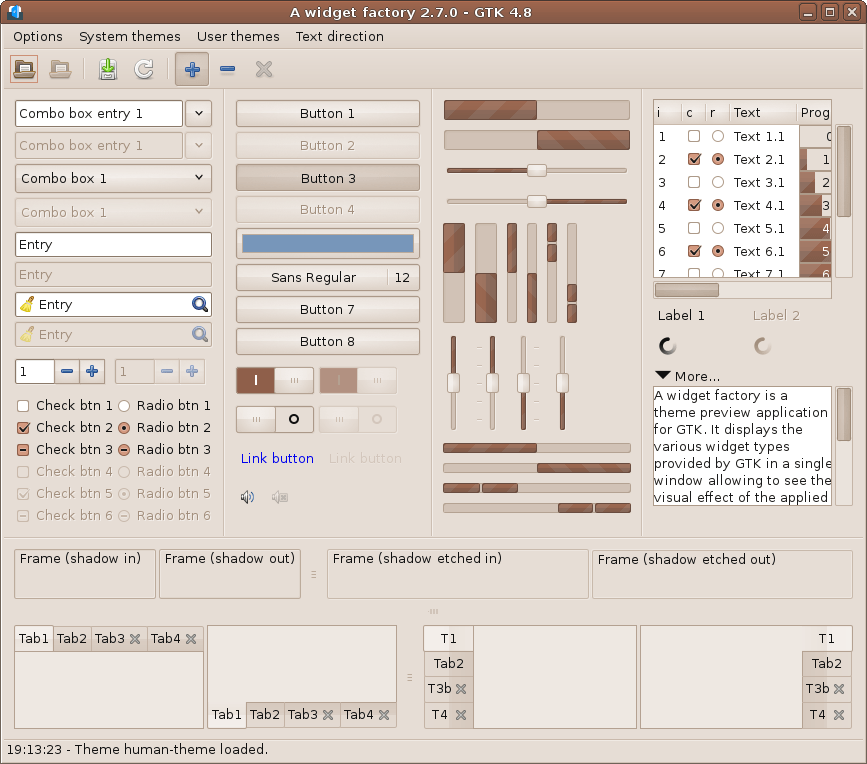 A widget factory 2.7.0 - GTK 4.8
Options System themes User themes Text direction
Combo box entry 1
Combo box entry 1
Combo box 1
Combo box 1
Entry
Entry
Entry
Entry
1 1
Check btn 1 Radio btn 1
Check btn 2 Radio btn 2
Check btn 3 Radio btn 3
Check btn 4 Radio btn 4
Check btn 5 Radio btn 5
Check btn 6 Radio btn 6
Button 1
Button 2
Button 3
Button 4
Sans Regular 12
Button 7
Button 8
Link button Link button
i c r Text Prog
1 Text 1.1 0
2 Text 2.1 1
3 Text 3.1 2
4 Text 4.1 3
5 Text 5.1 4
6 Text 6.1 5
7 Text 7.1 6
Label 1 Label 2
More...
A widget factory is a
theme preview application
for GTK. It displays the
various widget types
provided by GTK in a single
window allowing to see the
visual effect of the applied
Frame (shadow in) Frame (shadow out) Frame (shadow etched in) Frame (shadow etched out)
Tab1 Tab2 Tab3 Tab4
Tab1 Tab2 Tab3 Tab4
T1
Tab2
T3b
T4
T1
Tab2
T3b
T4
19:13:23 - Theme human-theme loaded.